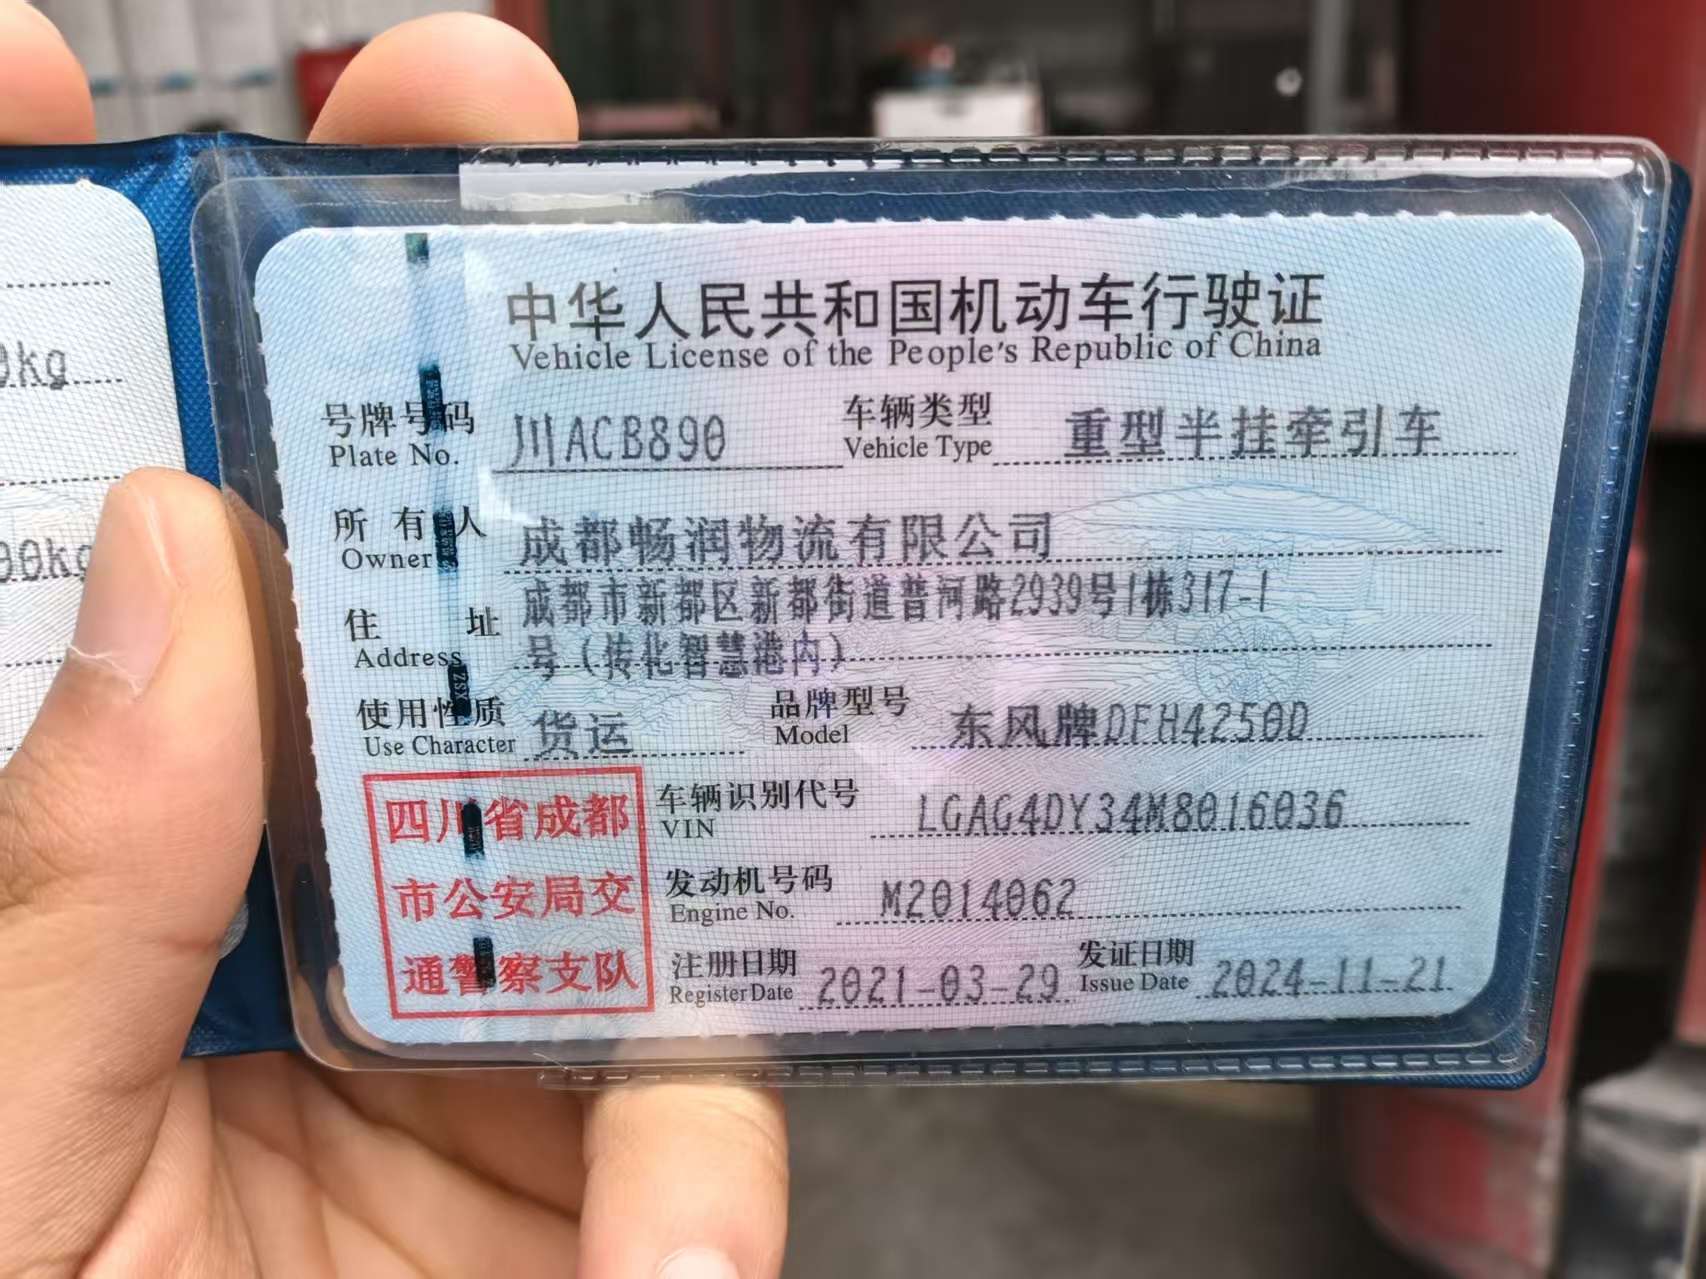 0kg
00kg
中华人民共和国机动车行驶证
Vehicle License of the People's Republic of China
号牌号码 川ACB890 车辆类型 重型半挂牵引车
Plate No. Vehicle Type
所有人 成都畅润物流有限公司
Owner
住址 成都市新都区新都街道普河路2939号1栋317-1
Address 号（传化智慧港内）
使用性质 货运 品牌型号 东风牌DFH4250D
Use Character Model
四川省成都
市公安局交
通警察支队
车辆识别代号 LGAG4DY34M8016036
VIN
发动机号码 M2014062
Engine No.
注册日期 2021-03-29 发证日期 2024-11-21
Register Date Issue Date